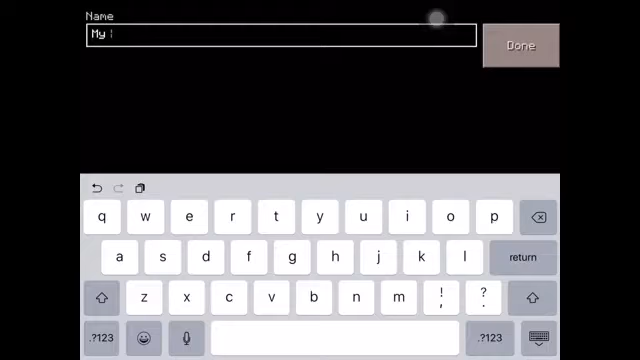 Name
My
Done
q w e r t y u i o p
a s d f g h j k l return
z x c v b n m ! , ? .
.?123 .?123